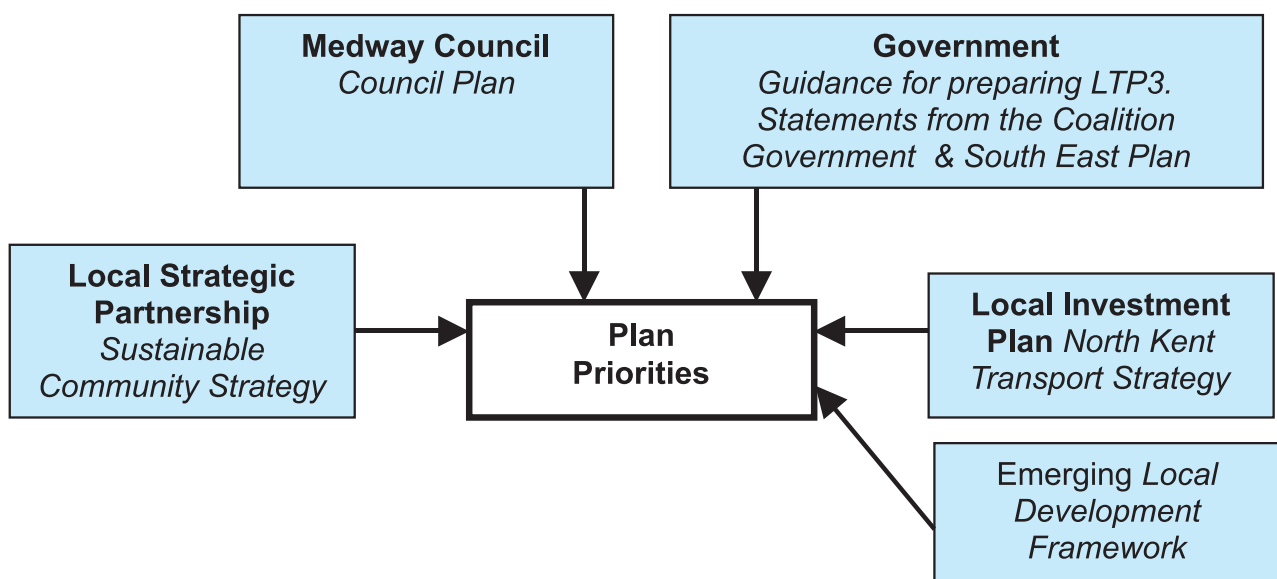 Medway Council
Council Plan
Government
Guidance for preparing LTP3.
Statements from the Coalition
Government & South East Plan
Local Strategic
Partnership
Sustainable
Community Strategy
Plan
Priorities
Local Investment
Plan North Kent
Transport Strategy
Emerging Local
Development
Framework